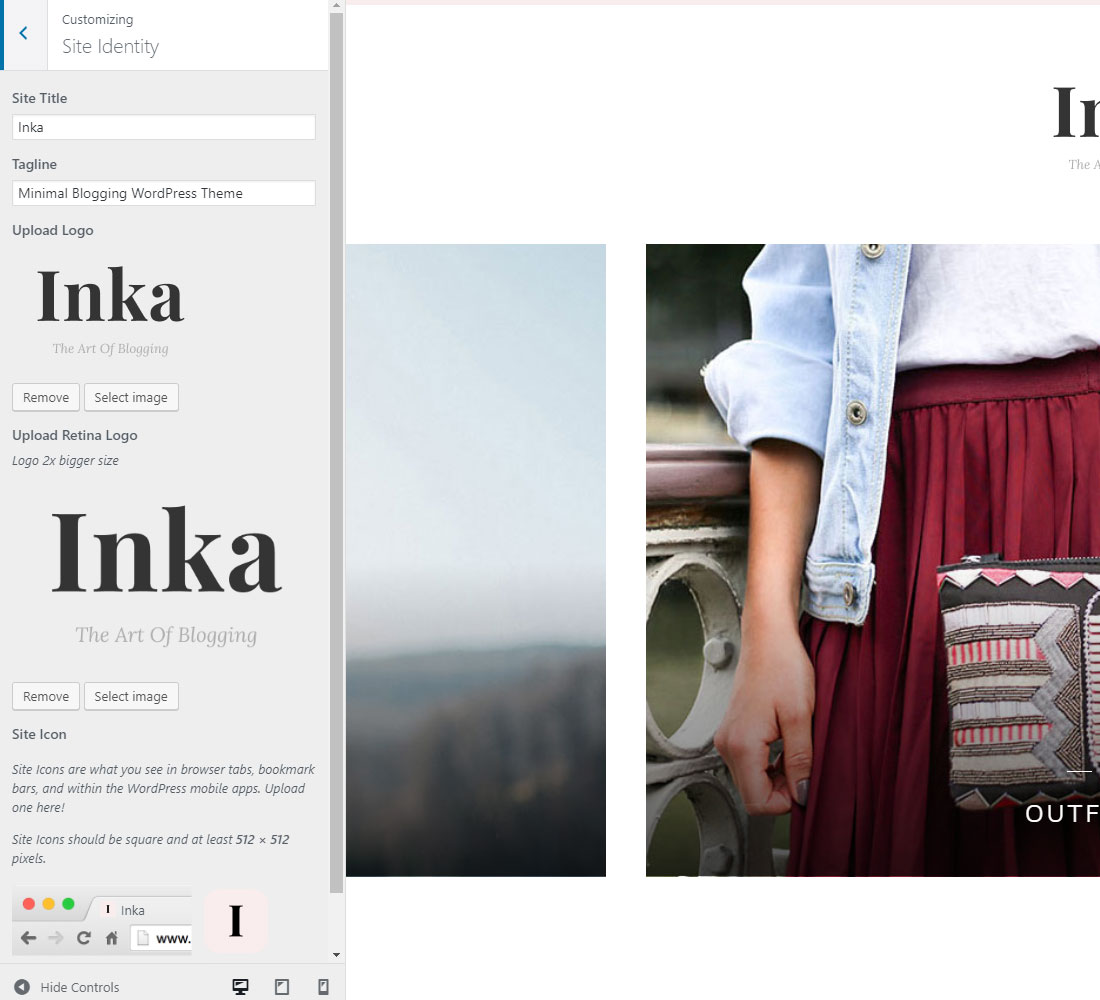 Customizing
Site Identity
Site Title
Inka
Tagline
Minimal Blogging WordPress Theme
Upload Logo
Inka
The Art Of Blogging
Remove
Select image
Upload Retina Logo
Logo 2x bigger size
Inka
The Art Of Blogging
Remove
Select image
Site Icon
Site Icons are what you see in browser tabs, bookmark
bars, and within the WordPress mobile apps. Upload
one here!
Site Icons should be square and at least 512 × 512
pixels.
I Inka
www.
I
Hide Controls
In
The A
OUTF